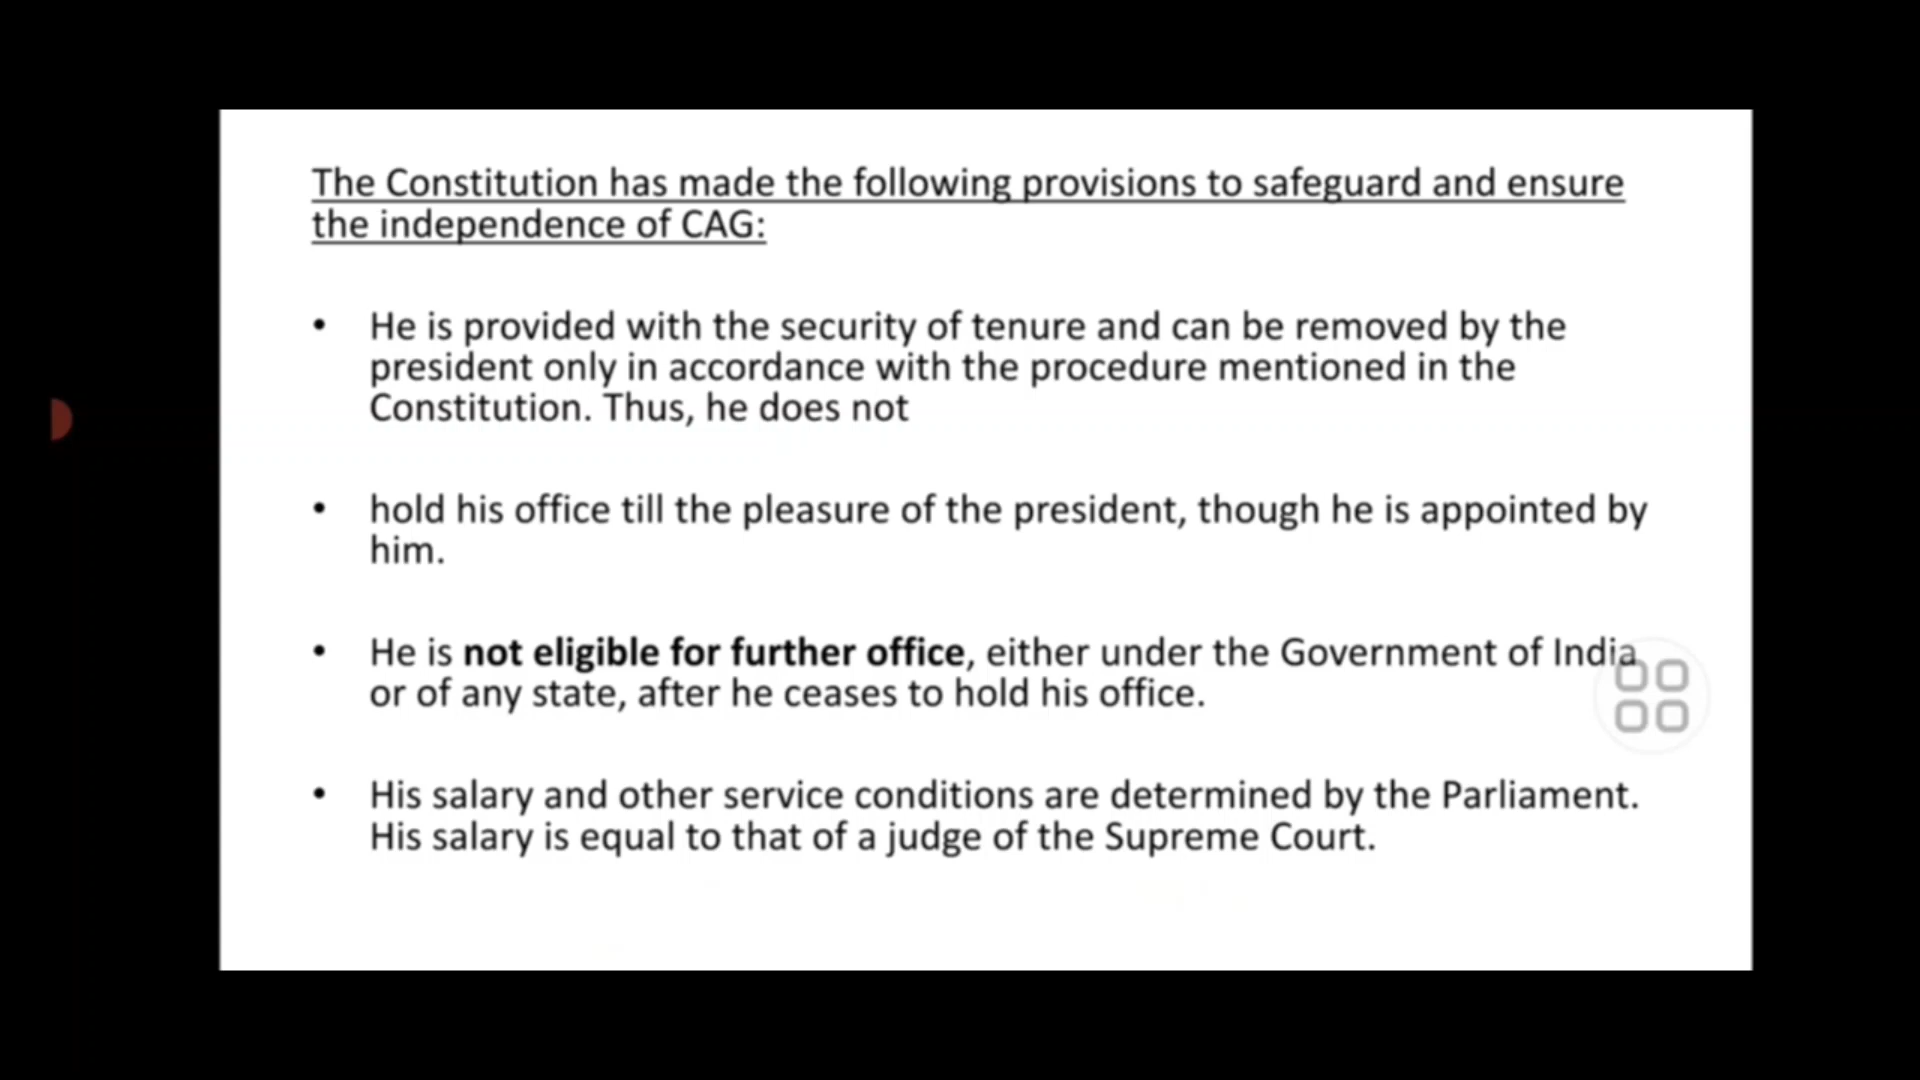 The Constitution has made the following provisions to safeguard and ensure
the independence of CAG:
• He is provided with the security of tenure and can be removed by the
president only in accordance with the procedure mentioned in the
Constitution. Thus, he does not
• hold his office till the pleasure of the president, though he is appointed by
him.
• He is not eligible for further office, either under the Government of India
or of any state, after he ceases to hold his office.
• His salary and other service conditions are determined by the Parliament.
His salary is equal to that of a judge of the Supreme Court.